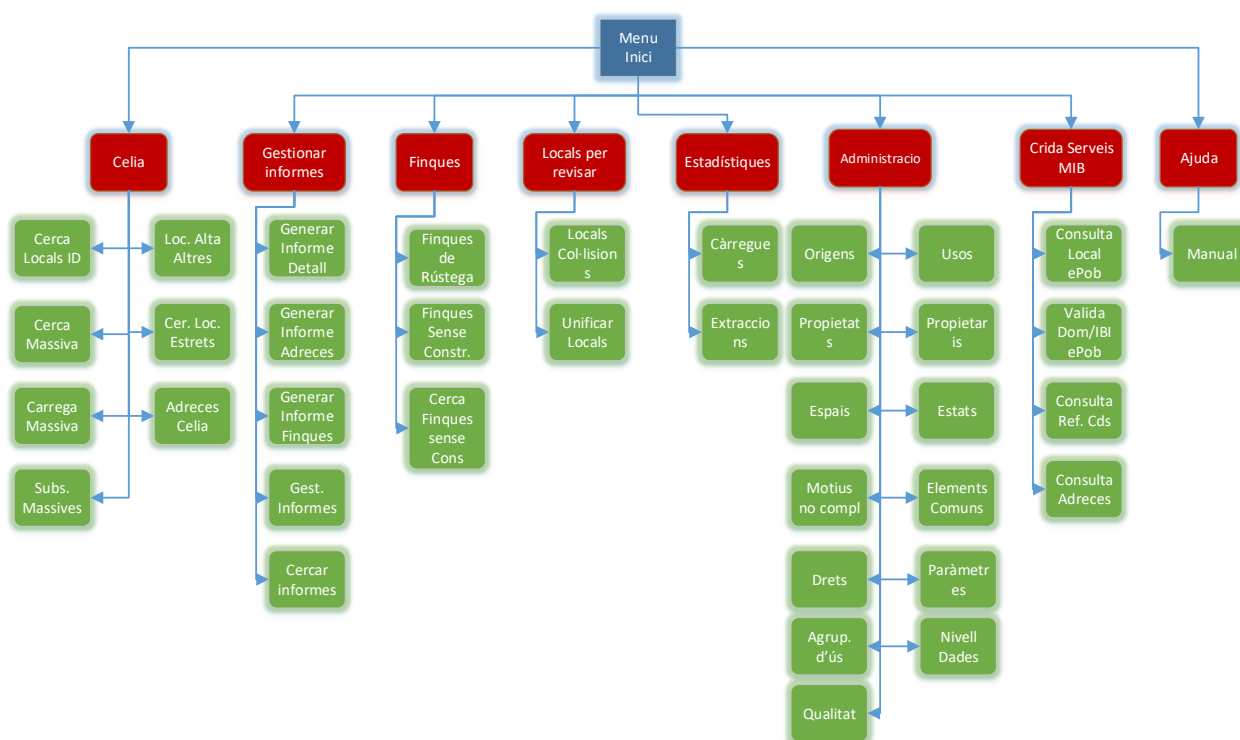 Menu
Inici
Celia
Gestionar
informes
Finques
Locals per
revisar
Estadístiques
Administracio
Crida Serveis
MIB
Ajuda
Cerca
Locals ID
Loc. Alta
Altres
Cerca
Massiva
Cer. Loc.
Estrets
Carrega
Massiva
Adreces
Celia
Subs.
Massives
Generar
Informe
Detall
Generar
Informe
Adreces
Generar
Informe
Finques
Gest.
Informes
Cercar
informes
Finques
de
Rústega
Finques
Sense
Constr.
Cerca
Finques
sense
Cons
Locals
Col·lision
s
Unificar
Locals
Càrregue
s
Extraccio
ns
Origens
Usos
Propietat
s
Propietar
is
Espais
Estats
Motius
no compl
Elements
Comuns
Drets
Paràmetr
es
Agrup.
d’ús
Nivell
Dades
Qualitat
Consulta
Local
ePob
Valida
Dom/IBI
ePob
Consulta
Ref. Cds
Consulta
Adreces
Manual